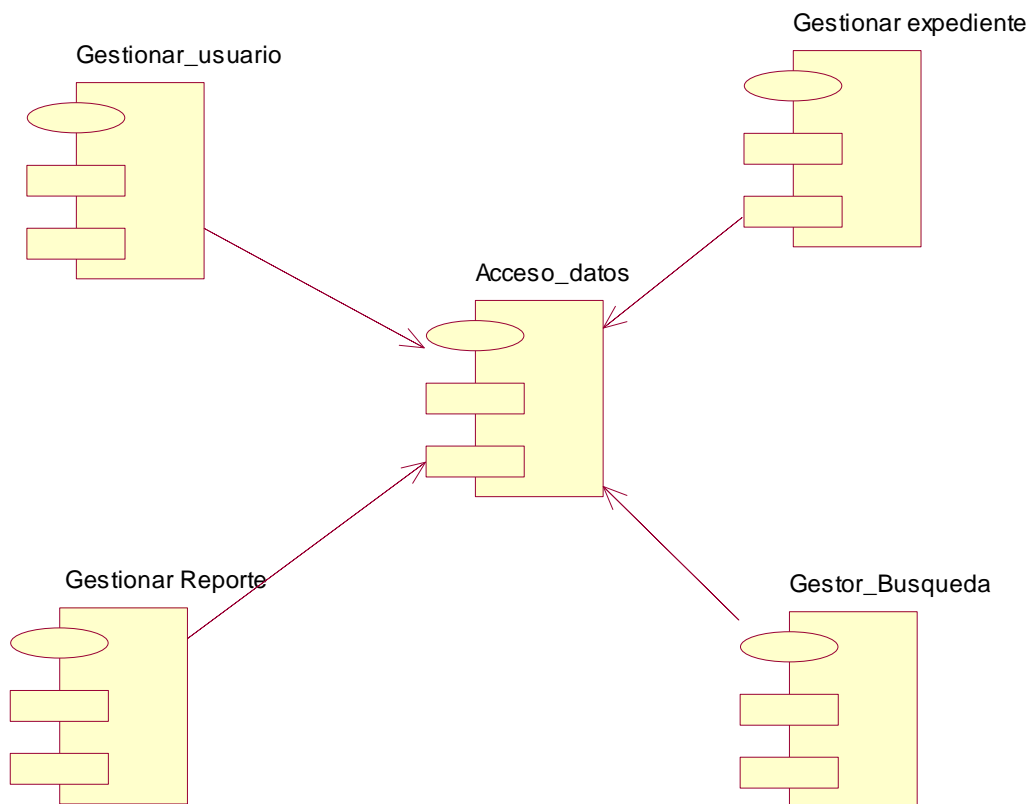 Gestionar expediente
Gestionar_usuario
Acceso_datos
Gestionar Reporte
Gestor_Busqueda